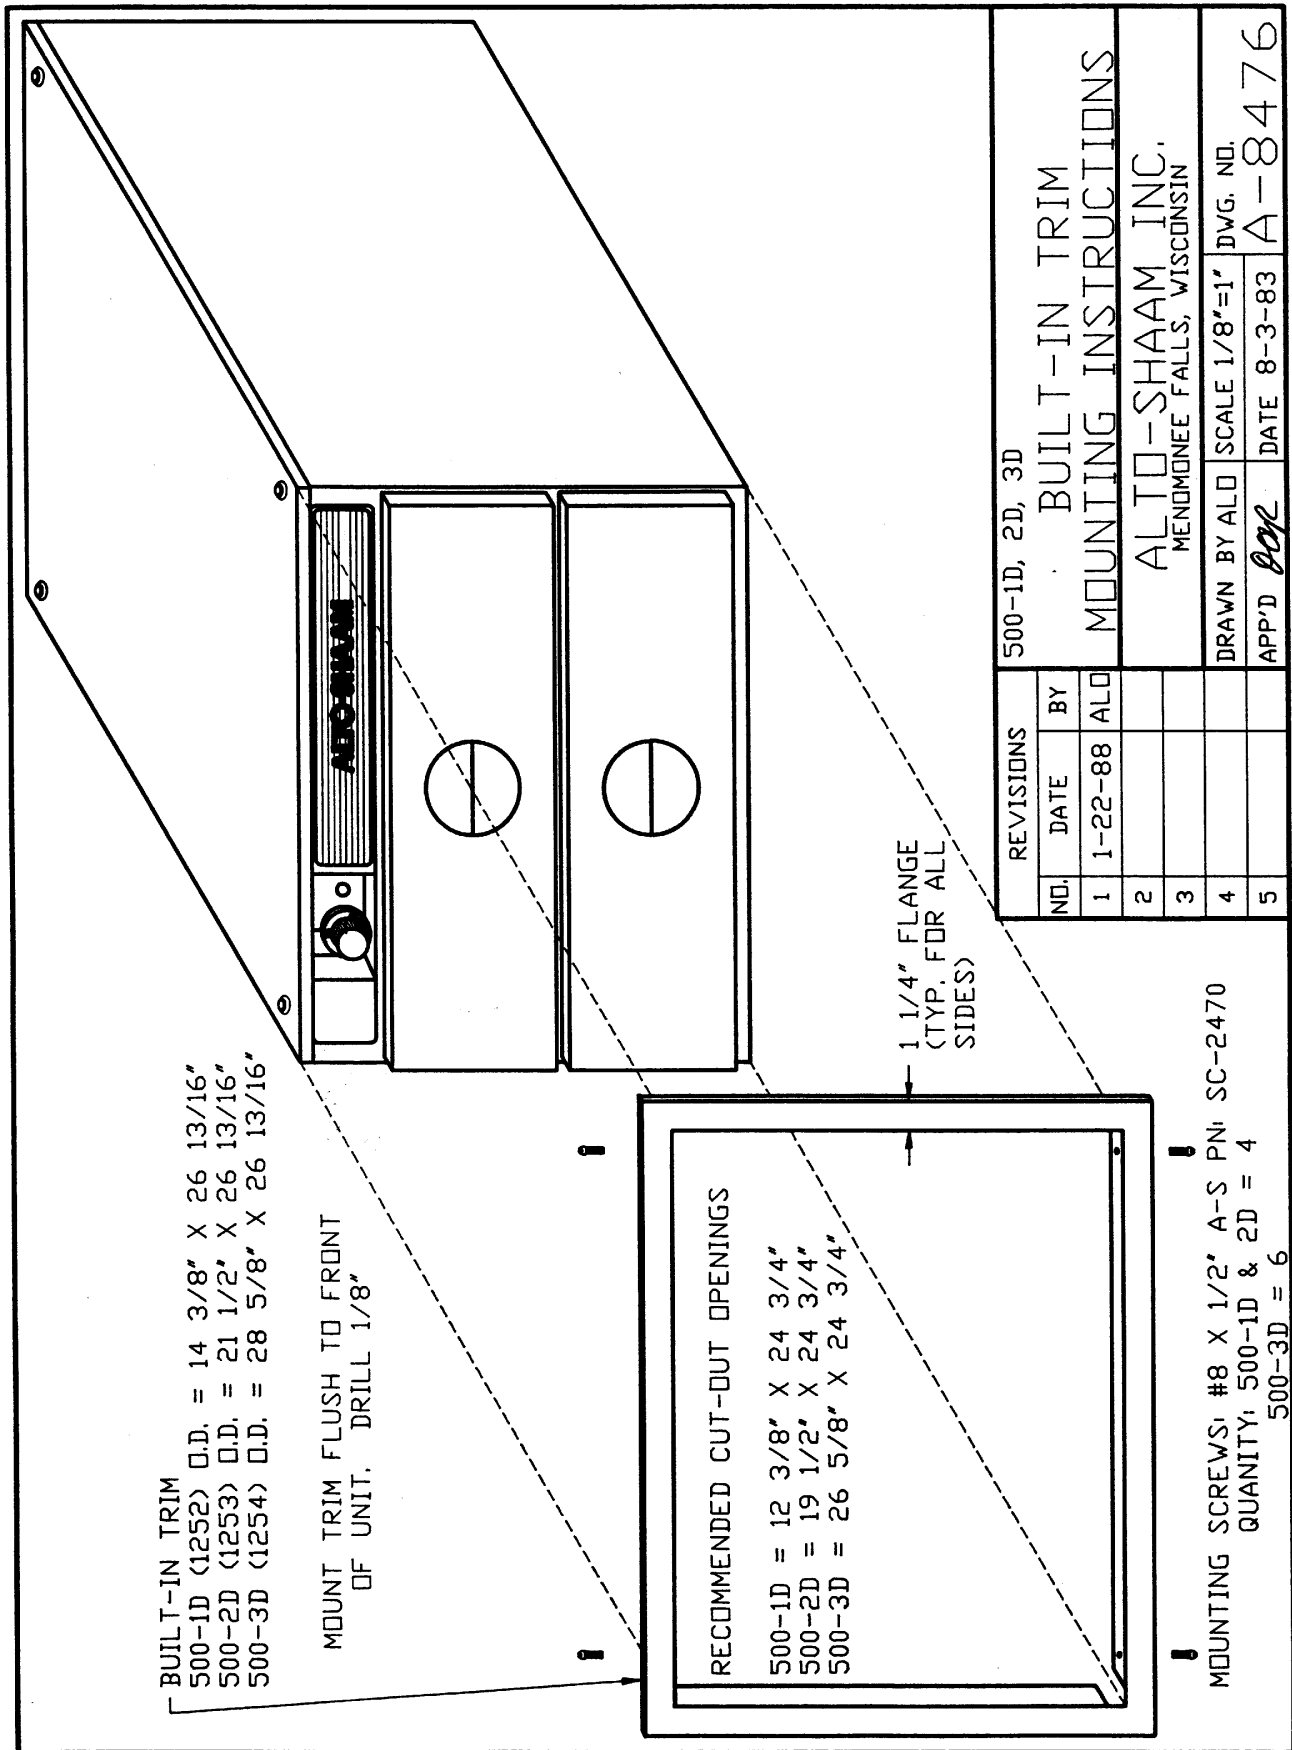 BUILT-IN TRIM
500-1D (1252) O.D. = 14 3/8" X 26 13/16"
500-2D (1253) O.D. = 21 1/2" X 26 13/16"
500-3D (1254) O.D. = 28 5/8" X 26 13/16"
MOUNT TRIM FLUSH TO FRONT
OF UNIT. DRILL 1/8"
ALTO-SHAAM
RECOMMENDED CUT-OUT OPENINGS
500-1D = 12 3/8" X 24 3/4"
500-2D = 19 1/2" X 24 3/4"
500-3D = 26 5/8" X 24 3/4"
1 1/4" FLANGE
(TYP. FOR ALL
SIDES)
MOUNTING SCREWS: #8 X 1/2" A-S PN: SC-2470
QUANTITY: 500-1D & 2D = 4
500-3D = 6
REVISIONS
NO. DATE BY
1 1-22-88 ALO
2
3
4
5
500-1D, 2D, 3D
BUILT-IN TRIM
MOUNTING INSTRUCTIONS
ALTO-SHAAM INC.
MENOMONEE FALLS, WISCONSIN
DRAWN BY ALO SCALE 1/8"=1" DWG. NO.
APP'D DATE 8-3-83 A-8476